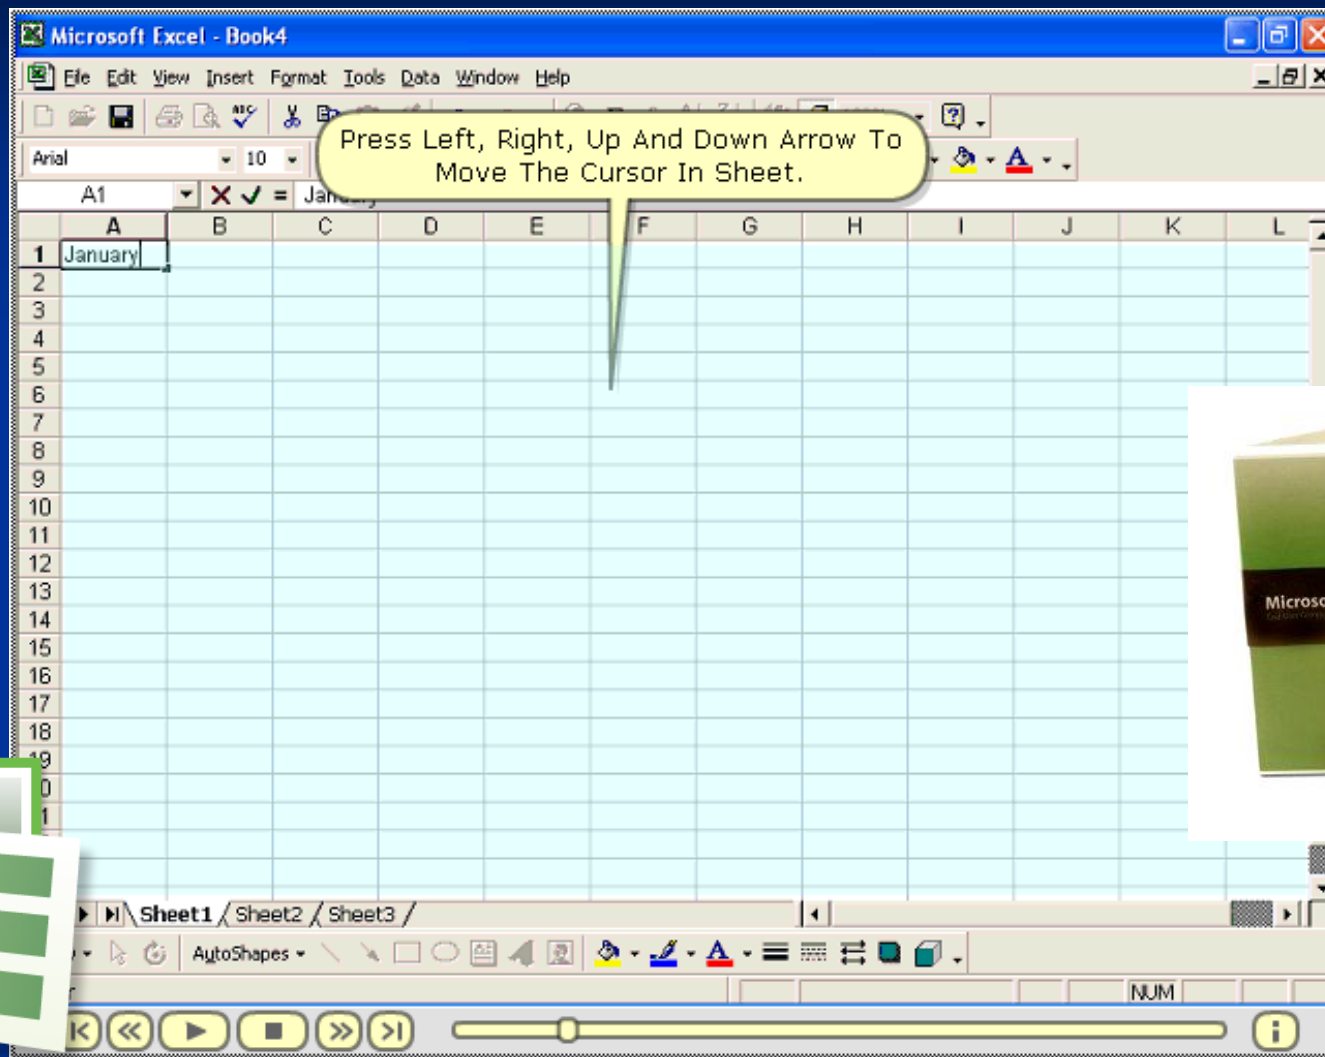 Microsoft Excel - Book4
File Edit View Insert Format Tools Data Window Help
Press Left, Right, Up And Down Arrow To
Move The Cursor In Sheet.
Arial 10
A1 = January
A B C D E F G H I J K L
1 January
2
3
4
5
6
7
8
9
10
11
12
13
14
15
16
17
18
Sheet1 Sheet2 Sheet3
AutoShapes
NUM